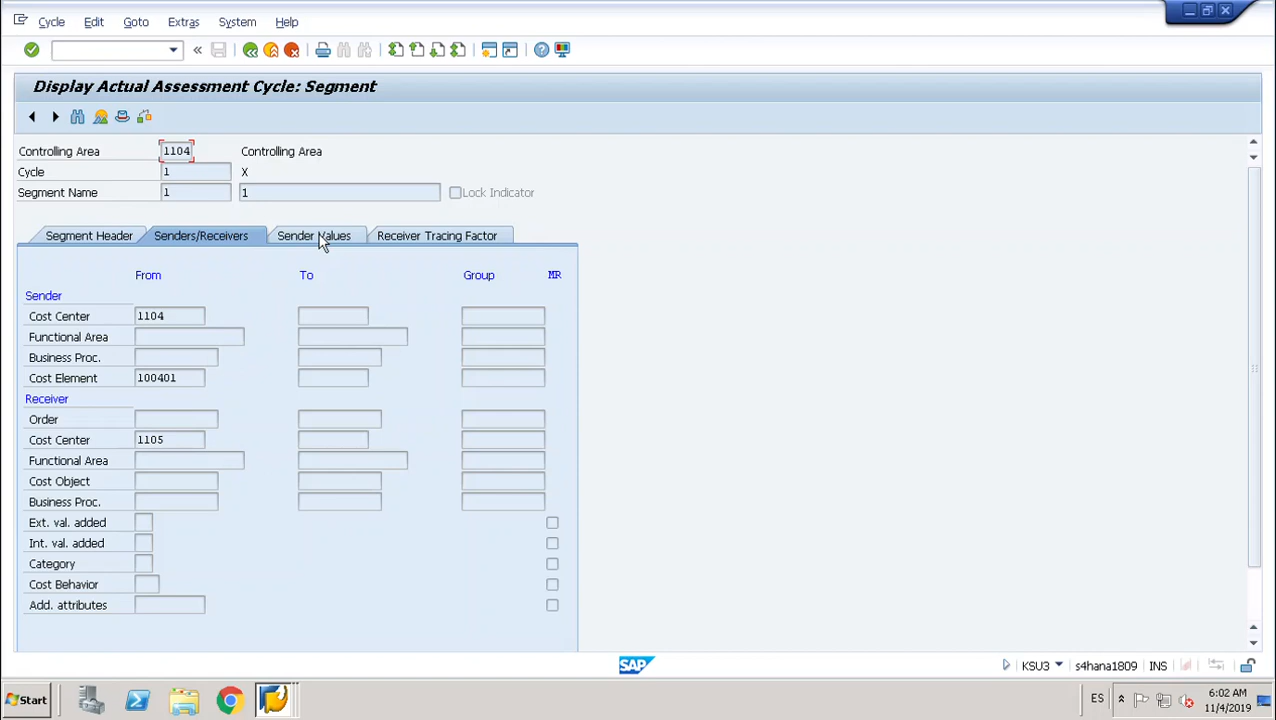 Cycle Edit Goto Extras System Help
Display Actual Assessment Cycle: Segment
Controlling Area 1104 Controlling Area
Cycle 1 X
Segment Name 1 1 Lock Indicator
Segment Header Senders/Receivers Sender Values Receiver Tracing Factor
From To Group MR
Sender
Cost Center 1104
Functional Area
Business Proc.
Cost Element 100401
Receiver
Order
Cost Center 1105
Functional Area
Cost Object
Business Proc.
Ext. val. added
Int. val. added
Category
Cost Behavior
Add. attributes
SAP KSU3 s4hana1809 INS
Start ES 6:02 AM
11/4/2019